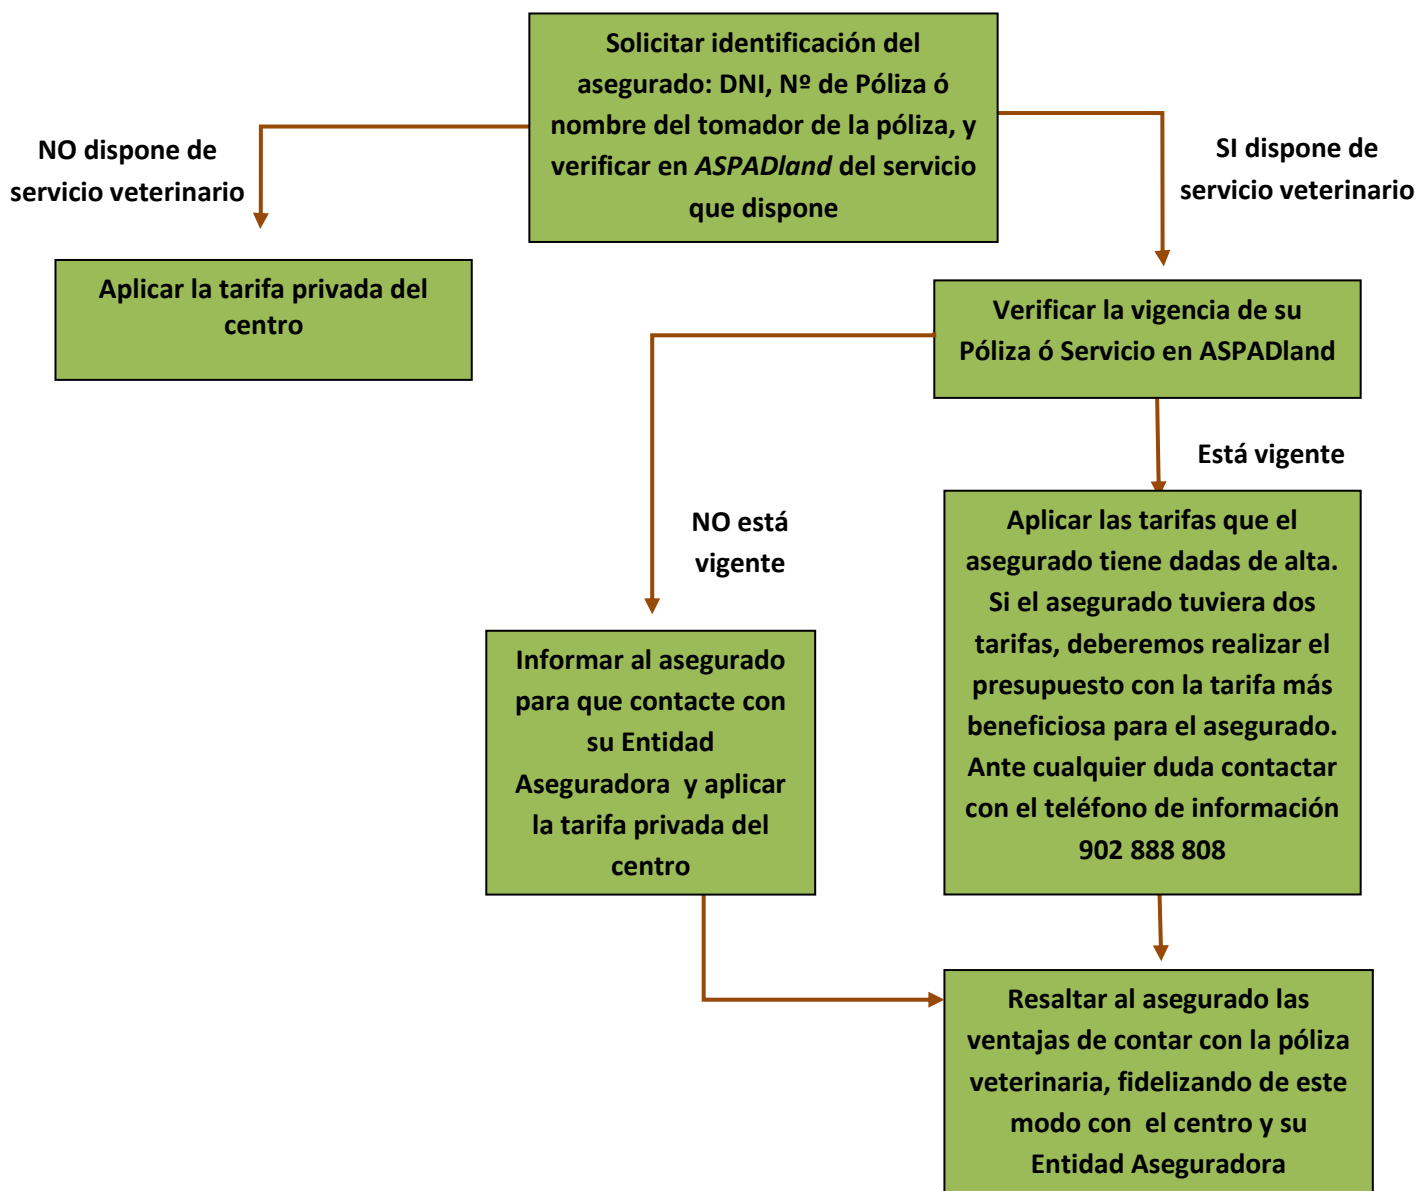 Solicitar identificación del
asegurado: DNI, Nº de Póliza ó
nombre del tomador de la póliza, y
verificar en ASPADland del servicio
que dispone
NO dispone de
servicio veterinario
SI dispone de
servicio veterinario
Aplicar la tarifa privada del
centro
Verificar la vigencia de su
Póliza ó Servicio en ASPADland
Está vigente
NO está
vigente
Aplicar las tarifas que el
asegurado tiene dadas de alta.
Si el asegurado tuviera dos
tarifas, deberemos realizar el
presupuesto con la tarifa más
beneficiosa para el asegurado.
Ante cualquier duda contactar
con el teléfono de información
902 888 808
Informar al asegurado
para que contacte con
su Entidad
Aseguradora y aplicar
la tarifa privada del
centro
Resaltar al asegurado las
ventajas de contar con la póliza
veterinaria, fidelizando de este
modo con el centro y su
Entidad Aseguradora